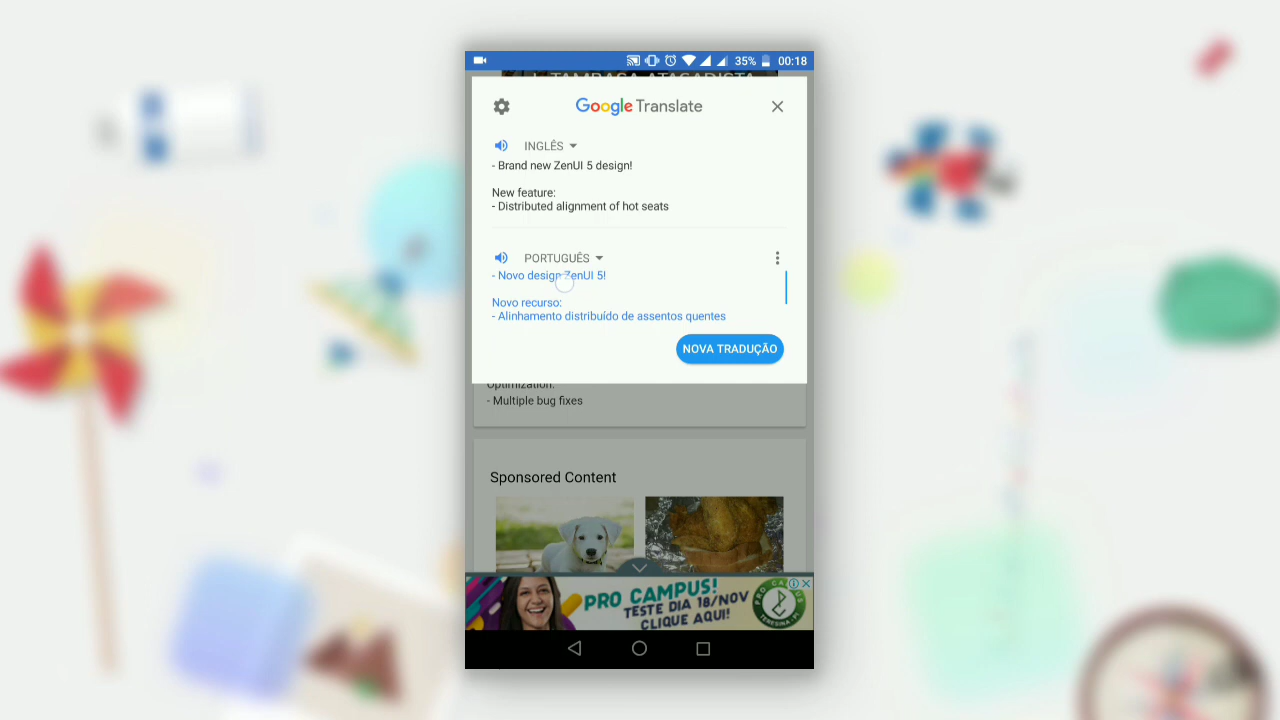 35% 00:18
Google Translate
INGLÊS
- Brand new ZenUI 5 design!
New feature:
- Distributed alignment of hot seats
PORTUGUÊS
- Novo design ZenUI 5!
Novo recurso:
- Alinhamento distribuído de assentos quentes
NOVA TRADUÇÃO
Optimization:
- Multiple bug fixes
Sponsored Content
PRO CAMPUS!
TESTE DIA 18/NOV
CLIQUE AQUI!